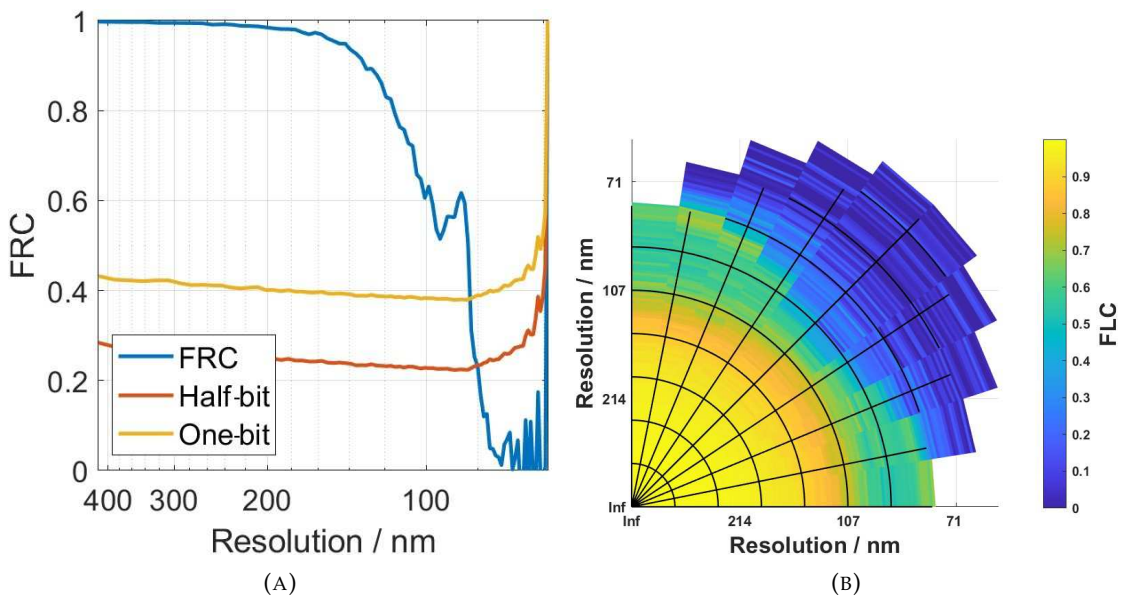 1
0.8
0.6
0.4
0.2
0
FRC
FRC
Half-bit
One-bit
400 300 200 100
Resolution / nm
(A)
71
107
214
Inf
Resolution / nm
Inf 214 107 71
Resolution / nm
0.9
0.8
0.7
0.6
0.5
0.4
0.3
0.2
0.1
0
FLC
(B)